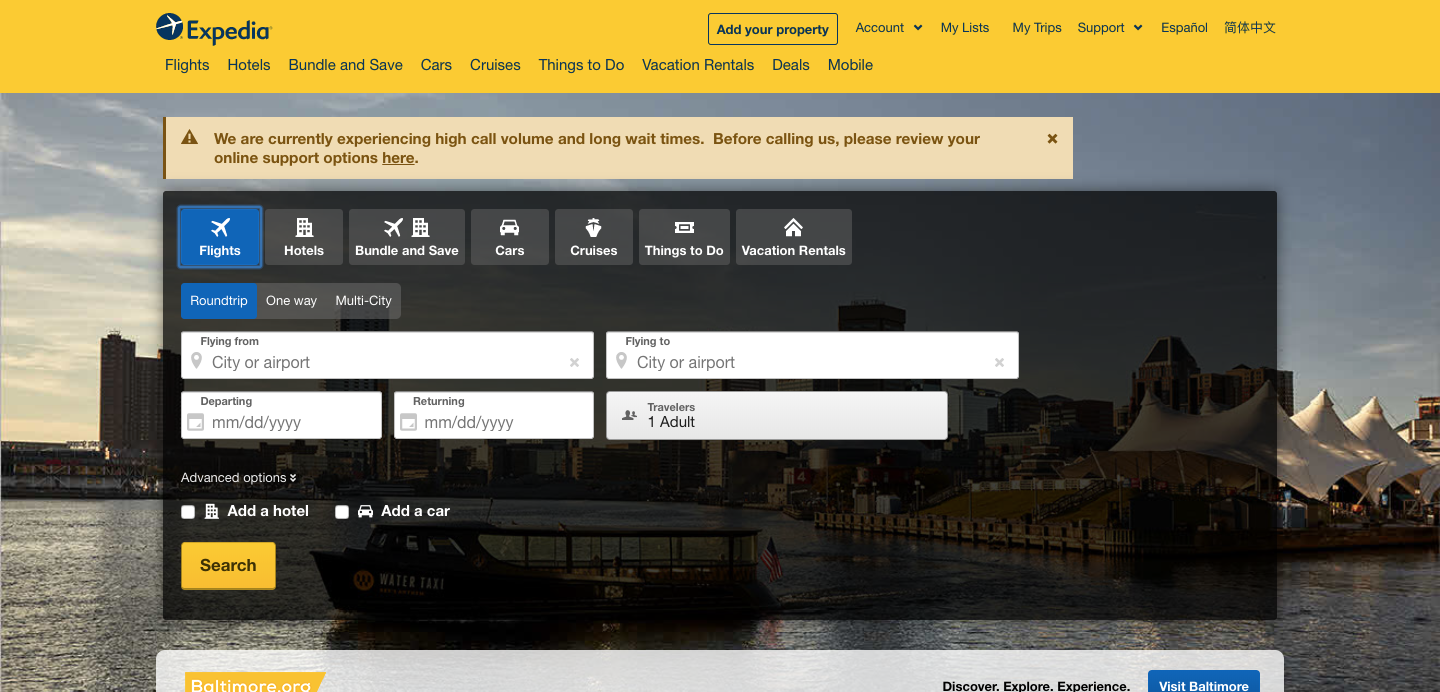 Expedia
Add your property
Account
My Lists
My Trips
Support
Español
简体中文
Flights
Hotels
Bundle and Save
Cars
Cruises
Things to Do
Vacation Rentals
Deals
Mobile
We are currently experiencing high call volume and long wait times.  Before calling us, please review your
online support options here.
Flights
Hotels
Bundle and Save
Cars
Cruises
Things to Do
Vacation Rentals
Roundtrip
One way
Multi-City
Flying from
City or airport
Flying to
City or airport
Departing
mm/dd/yyyy
Returning
mm/dd/yyyy
Travelers
1 Adult
Advanced options
Add a hotel
Add a car
Search
4
WATER TAXI
Baltimore.org
Discover. Explore. Experience.
Visit Baltimore